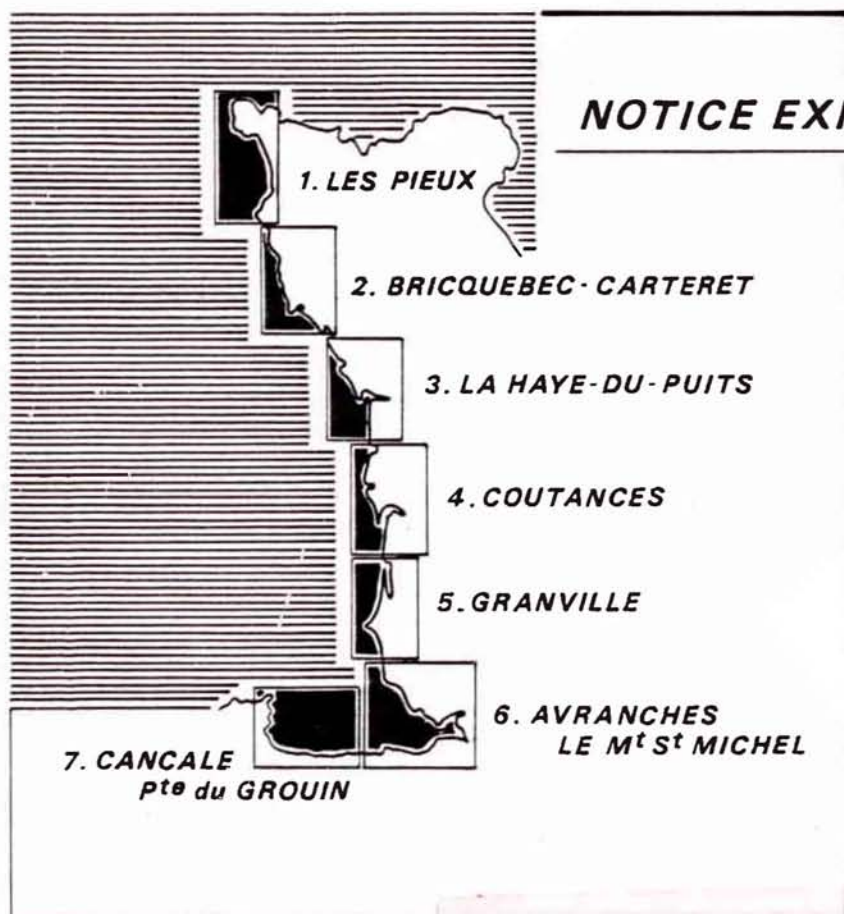 NOTICE
1. LES PIEUX
2. BRICQUEBEC-CARTERET
3. LA HAYE-DU-PUITS
4. COUTANCES
5. GRANVILLE
6. AVRANCHES
LE Mt St MICHEL
7. CANCALE
Pte du GROUIN